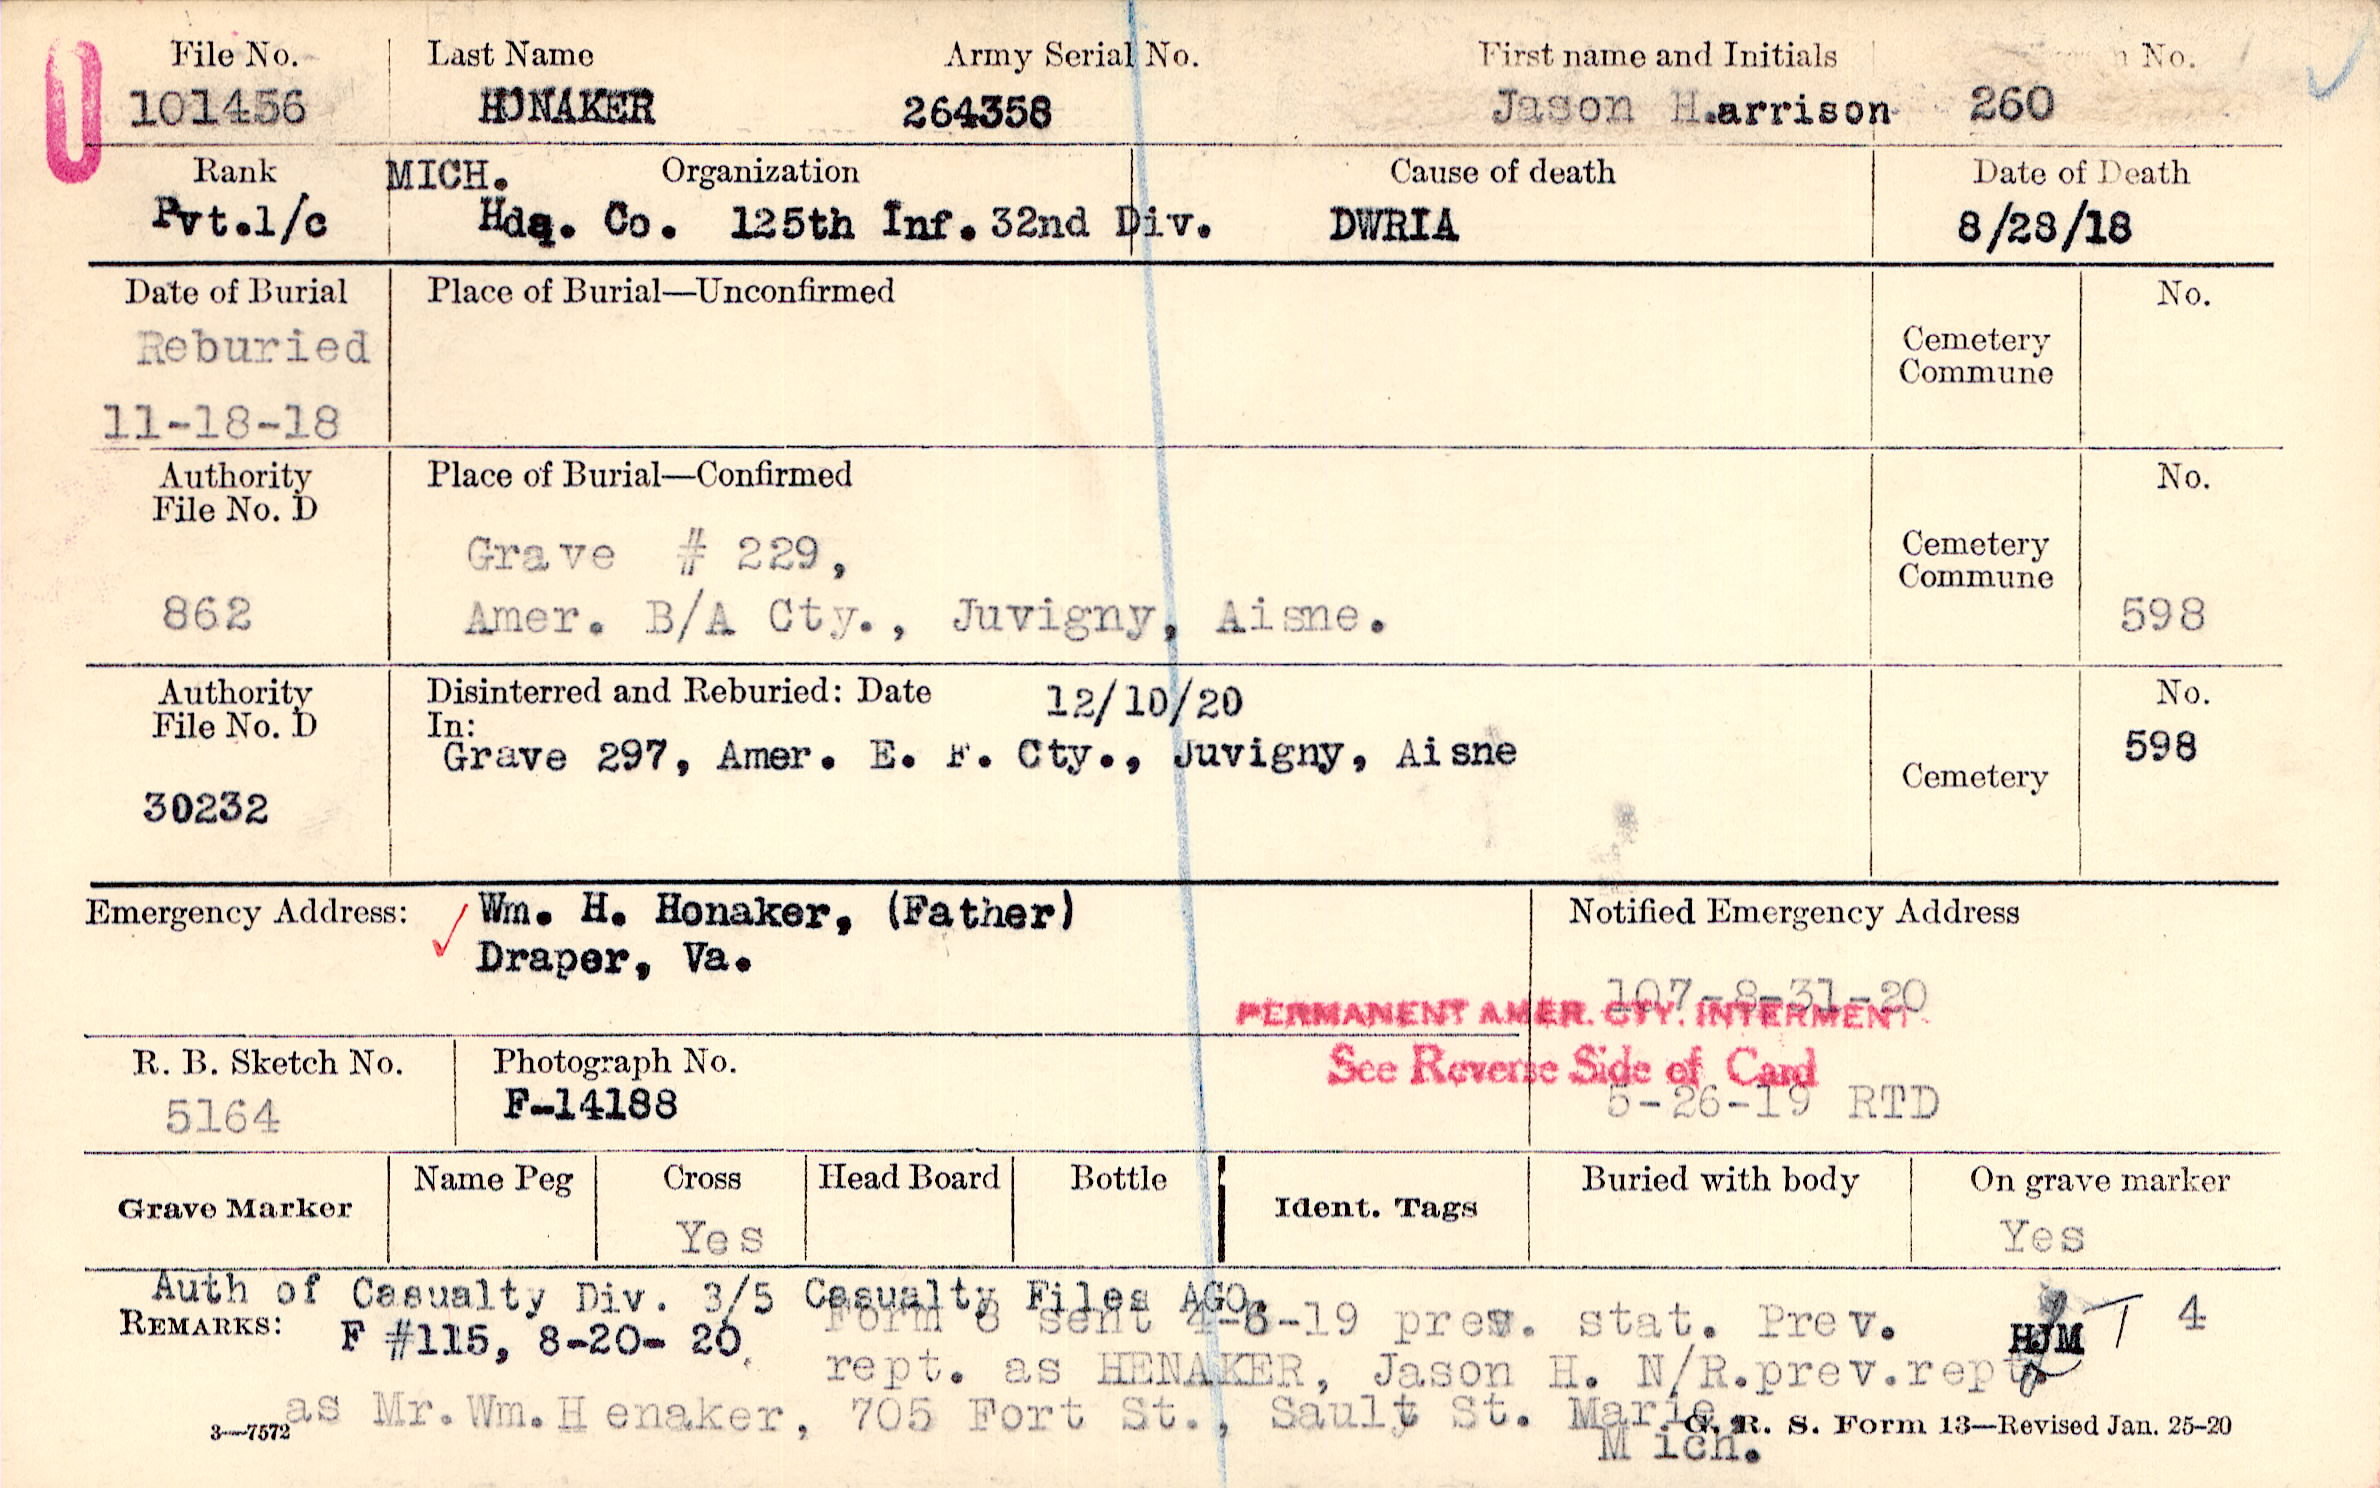 File No. Last Name Army Serial No. First name and Initials No.
101456 HONAKER 264358 Jason H.arrison 260
Rank MICH. Organization Cause of death Date of Death
Pvt.1/c Hdq. Co. 125th Inf. 32nd Div. DWRIA 8/28/18
Date of Burial Place of Burial—Unconfirmed No.
Reburied Cemetery
Commune
11-18-18
Authority Place of Burial—Confirmed No.
File No. D
Grave # 229, Cemetery
Commune
862 Amer. B/A Cty., Juvigny, Aisne. 598
Authority Disinterred and Reburied: Date 12/10/20 No.
File No. D In:
Grave 297, Amer. E. F. Cty., Juvigny, Aisne 598
Cemetery
30232
Emergency Address: Wm. H. Honaker, (Father) Notified Emergency Address
Draper, Va.
107-8-31-20
PERMANENT AMER. CTY. INTERMENT
R. B. Sketch No. Photograph No. See Reverse Side of Card
5164 F-14188 5-26-19 RTD
Grave Marker Name Peg Cross Head Board Bottle Ident. Tags Buried with body On grave marker
Yes Yes
Auth of Casualty Div. 3/5 Casualty Files AGO.
REMARKS: Form 8 sent 4-8-19 prev. stat. Prev. HJM 4
F #115, 8-20- 20
rept. as HENAKER, Jason H. N/R.prev.rept.
as Mr.Wm.Henaker, 705 Fort St., Sault St. Marie,
3—7572 G. R. S. Form 13—Revised Jan. 25-20
Mich.